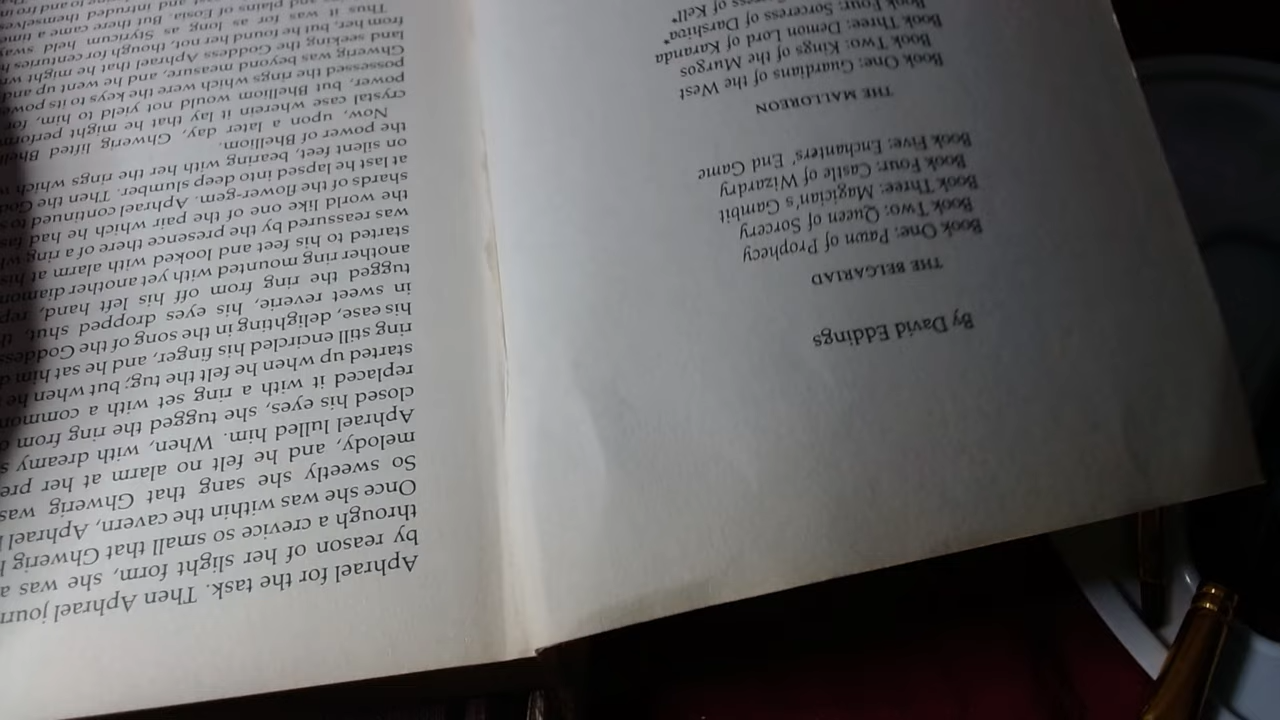 By David Eddings
THE BELGARIAD
Book One: Pawn of Prophecy
Book Two: Queen of Sorcery
Book Three: Magician's Gambit
Book Four: Castle of Wizardry
Book Five: Enchanters' End Game
THE MALLOREON
Book One: Guardians of the West
Book Two: Kings of the Murgos
Book Three: Demon Lord of Karanda
Book Four: Sorceress of Darshiva*
of Kell*
Aphrael for the task. Then Aphrael journ
by reason of her slight form, she was a
through a crevice so small that Ghwerig h
Once she was within the cavern, Aphrael
So sweetly she sang that Ghwerig was
melody, and he felt no alarm at her pre
Aphrael lulled him. When, with dreamy s
closed his eyes, she tugged the ring from o
replaced it with a ring set with a common
started up when he felt the tug; but when he
ring still encircled his finger, and he sat him d
his ease, delighting in the song of the Goddess
in sweet reverie, his eyes dropped shut, th
tugged the ring from off his left hand, rep
another ring mounted with yet another diamon
started to his feet and looked with alarm at his
was reassured by the presence there of a ring w
the world like one of the pair which he had fas
shards of the flower-gem. Aphrael continued to s
at last he lapsed into deep slumber. Then the God
on silent feet, bearing with her the rings which
the power of Bhelliom.
Now, upon a later day, Ghwerig lifted Bhell
crystal case wherein it lay that he might perform
power, but Bhelliom would not yield to him, for
possessed the rings which were the keys to its powe
Ghwerig was beyond measure, and he went up and
land seeking the Goddess Aphrael that he might wr
from her, but he found her not, though for centuries h
Thus it was for as long as Styricum held sway
and plains of Eosia. But there came a time
and intruded themselves
to and fro in